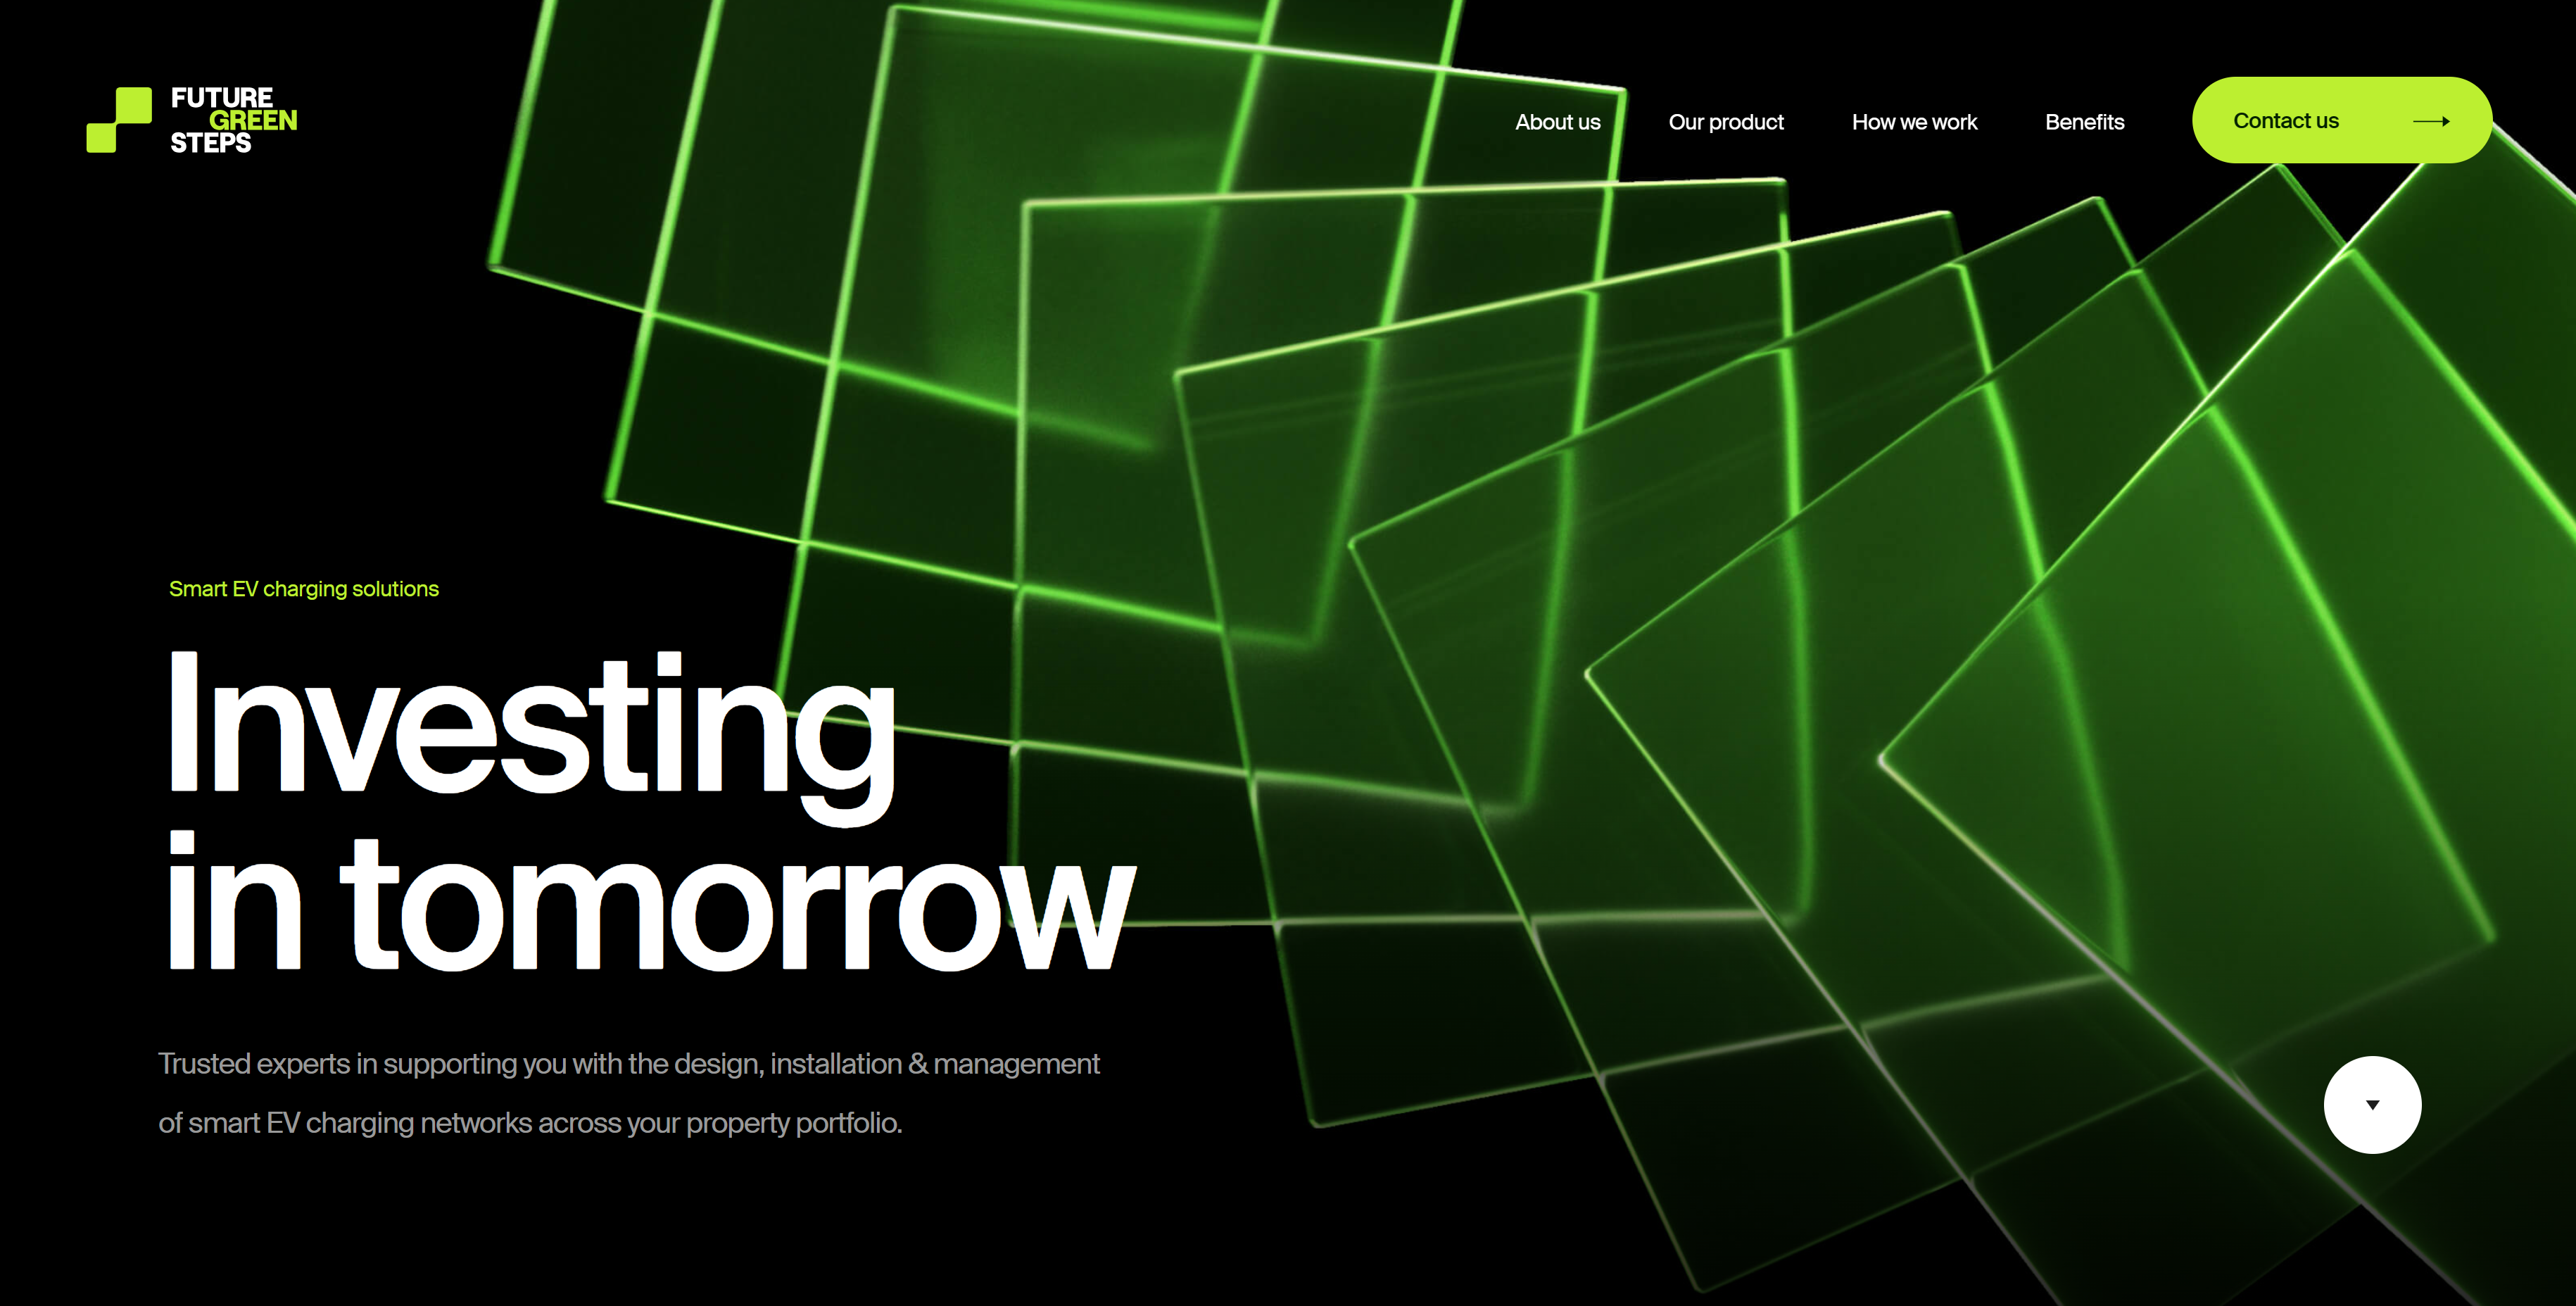 FUTURE
GREEN
STEPS
About us
Our product
How we work
Benefits
Contact us
Smart EV charging solutions
Investing
in tomorrow
Trusted experts in supporting you with the design, installation & management
of smart EV charging networks across your property portfolio.